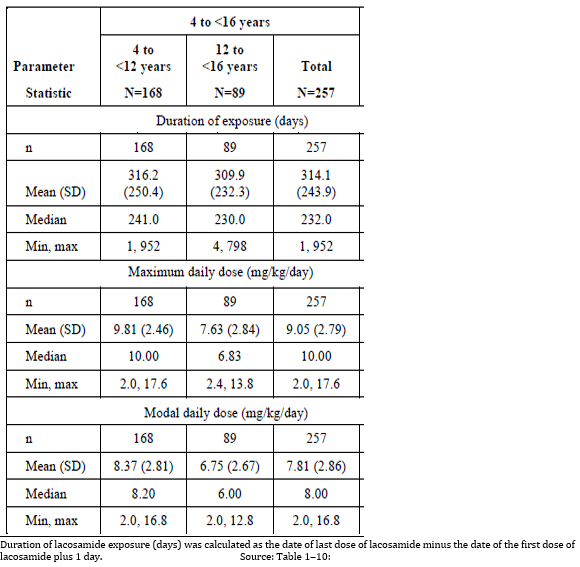 4 to <16 years
Parameter
Statistic
4 to
<12 years
N=168
12 to
<16 years
N=89
Total
N=257
Duration of exposure (days)
n 168 89 257
Mean (SD) 316.2 (250.4) 309.9 (232.3) 314.1 (243.9)
Median 241.0 230.0 232.0
Min, max 1, 952 4, 798 1, 952
Maximum daily dose (mg/kg/day)
n 168 89 257
Mean (SD) 9.81 (2.46) 7.63 (2.84) 9.05 (2.79)
Median 10.00 6.83 10.00
Min, max 2.0, 17.6 2.4, 13.8 2.0, 17.6
Modal daily dose (mg/kg/day)
n 168 89 257
Mean (SD) 8.37 (2.81) 6.75 (2.67) 7.81 (2.86)
Median 8.20 6.00 8.00
Min, max 2.0, 16.8 2.0, 12.8 2.0, 16.8
Duration of lacosamide exposure (days) was calculated as the date of last dose of lacosamide minus the date of the first dose of
lacosamide plus 1 day. Source: Table 1–10: